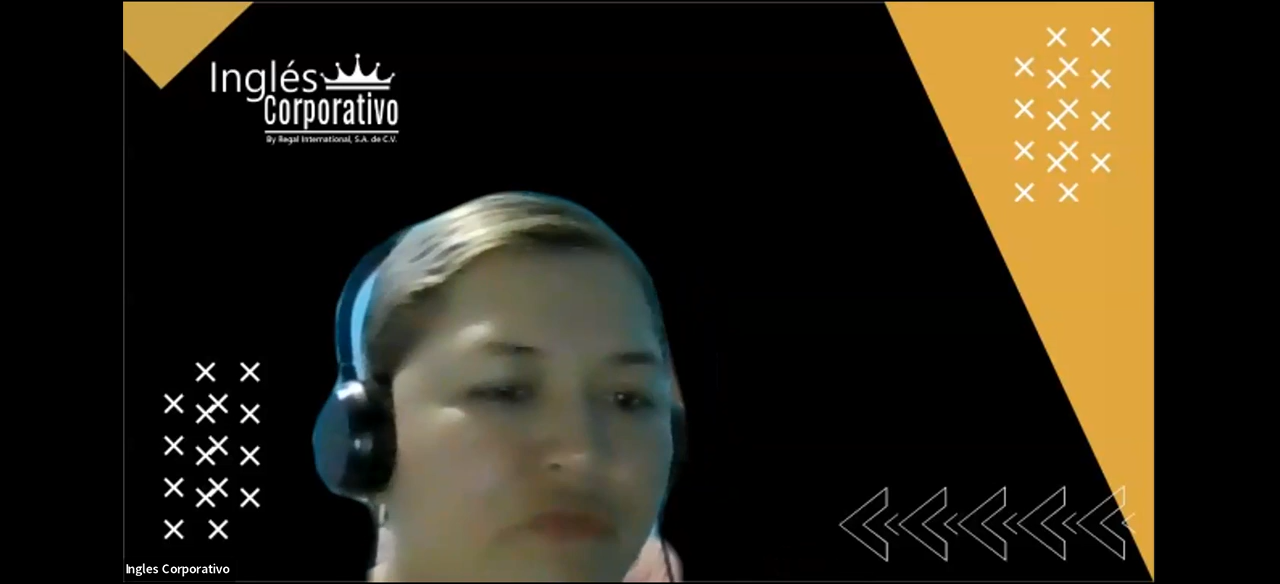 Inglés
Corporativo
By Regal International, S.A. de C.V.
Ingles Corporativo